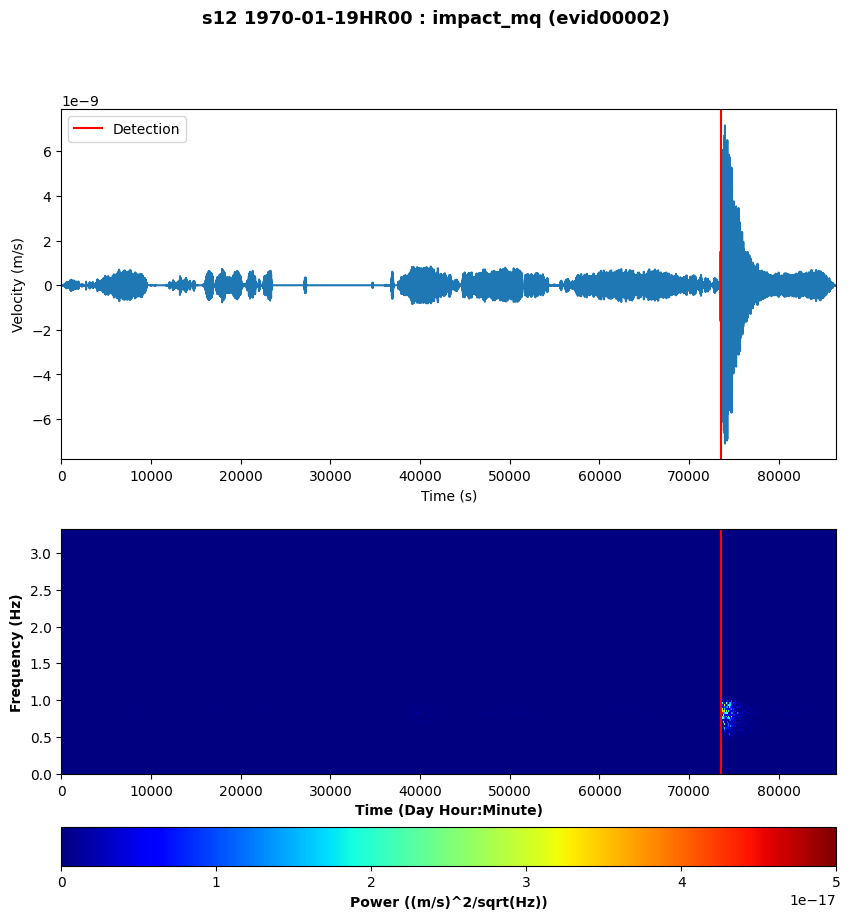 s12 1970-01-19HR00 : impact_mq (evid00002)
1e−9
Detection
6
4
2
0
−2
−4
−6
Velocity (m/s)
0 10000 20000 30000 40000 50000 60000 70000 80000
Time (s)
3.0
2.5
2.0
1.5
1.0
0.5
0.0
Frequency (Hz)
0 10000 20000 30000 40000 50000 60000 70000 80000
Time (Day Hour:Minute)
0 1 2 3 4 5
1e−17
Power ((m/s)^2/sqrt(Hz))